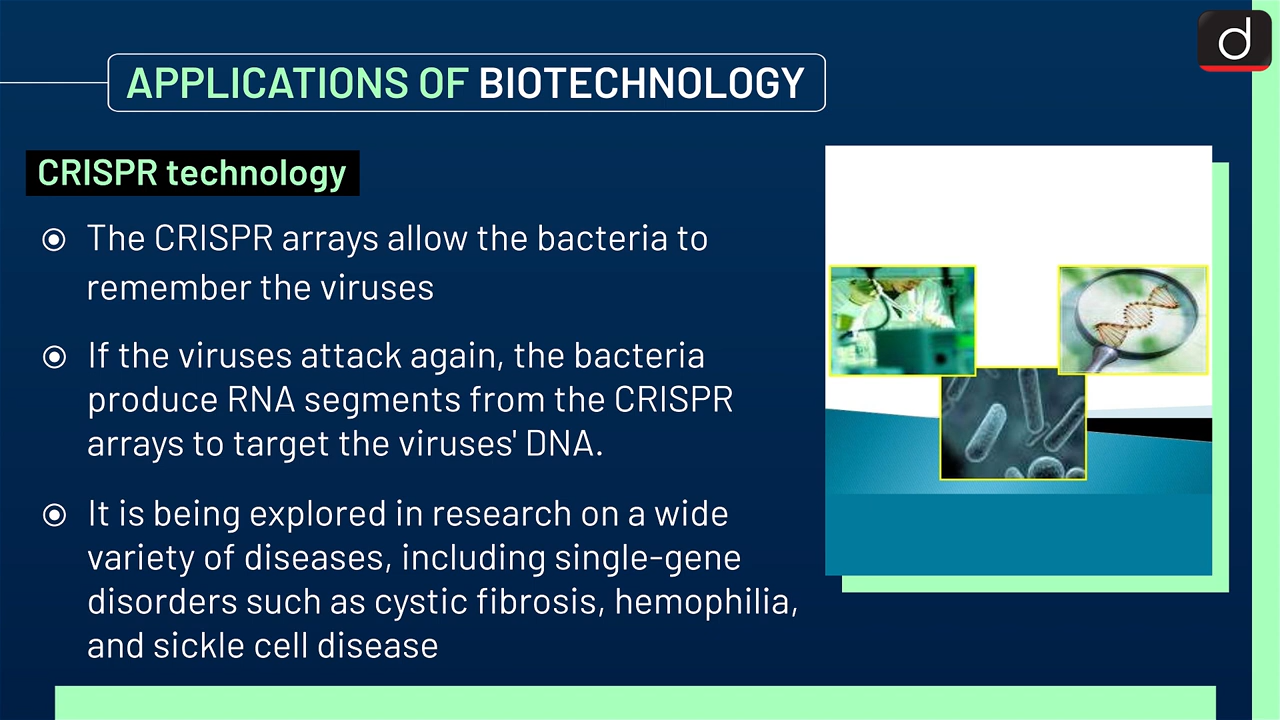 d
APPLICATIONS OF BIOTECHNOLOGY
CRISPR technology
The CRISPR arrays allow the bacteria to
remember the viruses
If the viruses attack again, the bacteria
produce RNA segments from the CRISPR
arrays to target the viruses' DNA.
It is being explored in research on a wide
variety of diseases, including single-gene
disorders such as cystic fibrosis, hemophilia,
and sickle cell disease